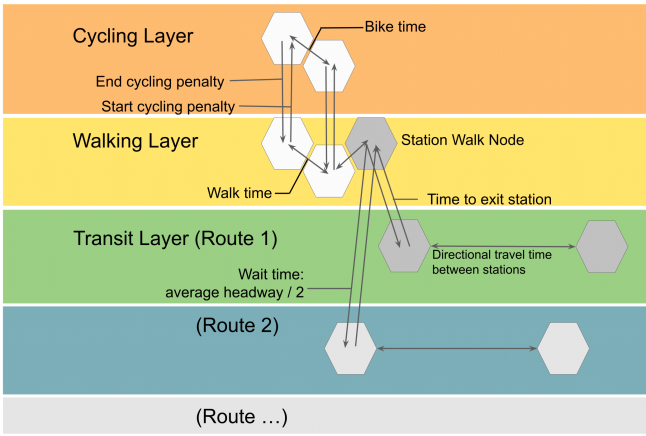 Cycling Layer
Bike time
End cycling penalty
Start cycling penalty
Walking Layer
Station Walk Node
Walk time
Time to exit station
Transit Layer (Route 1)
Directional travel time
between stations
Wait time:
average headway / 2
(Route 2)
(Route ...)